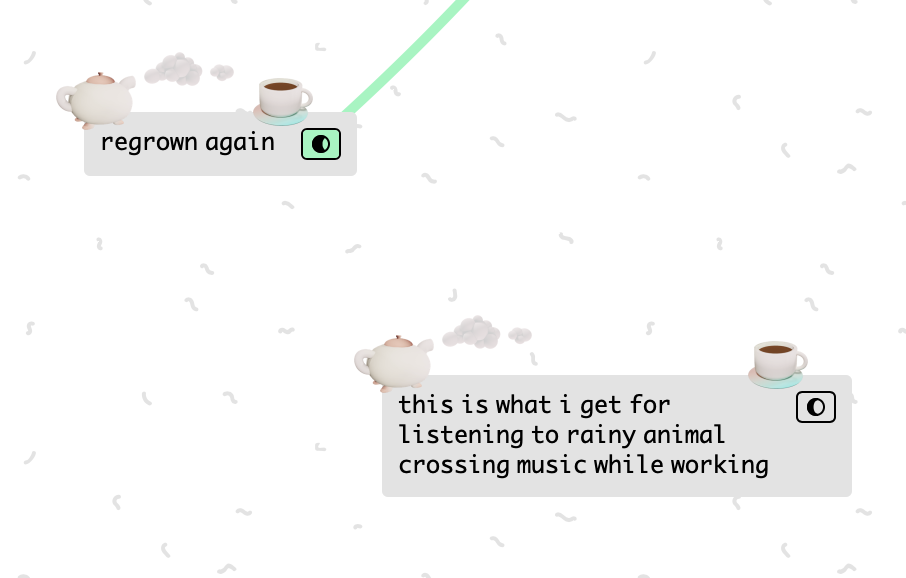 regrown again
this is what i get for
listening to rainy animal
crossing music while working